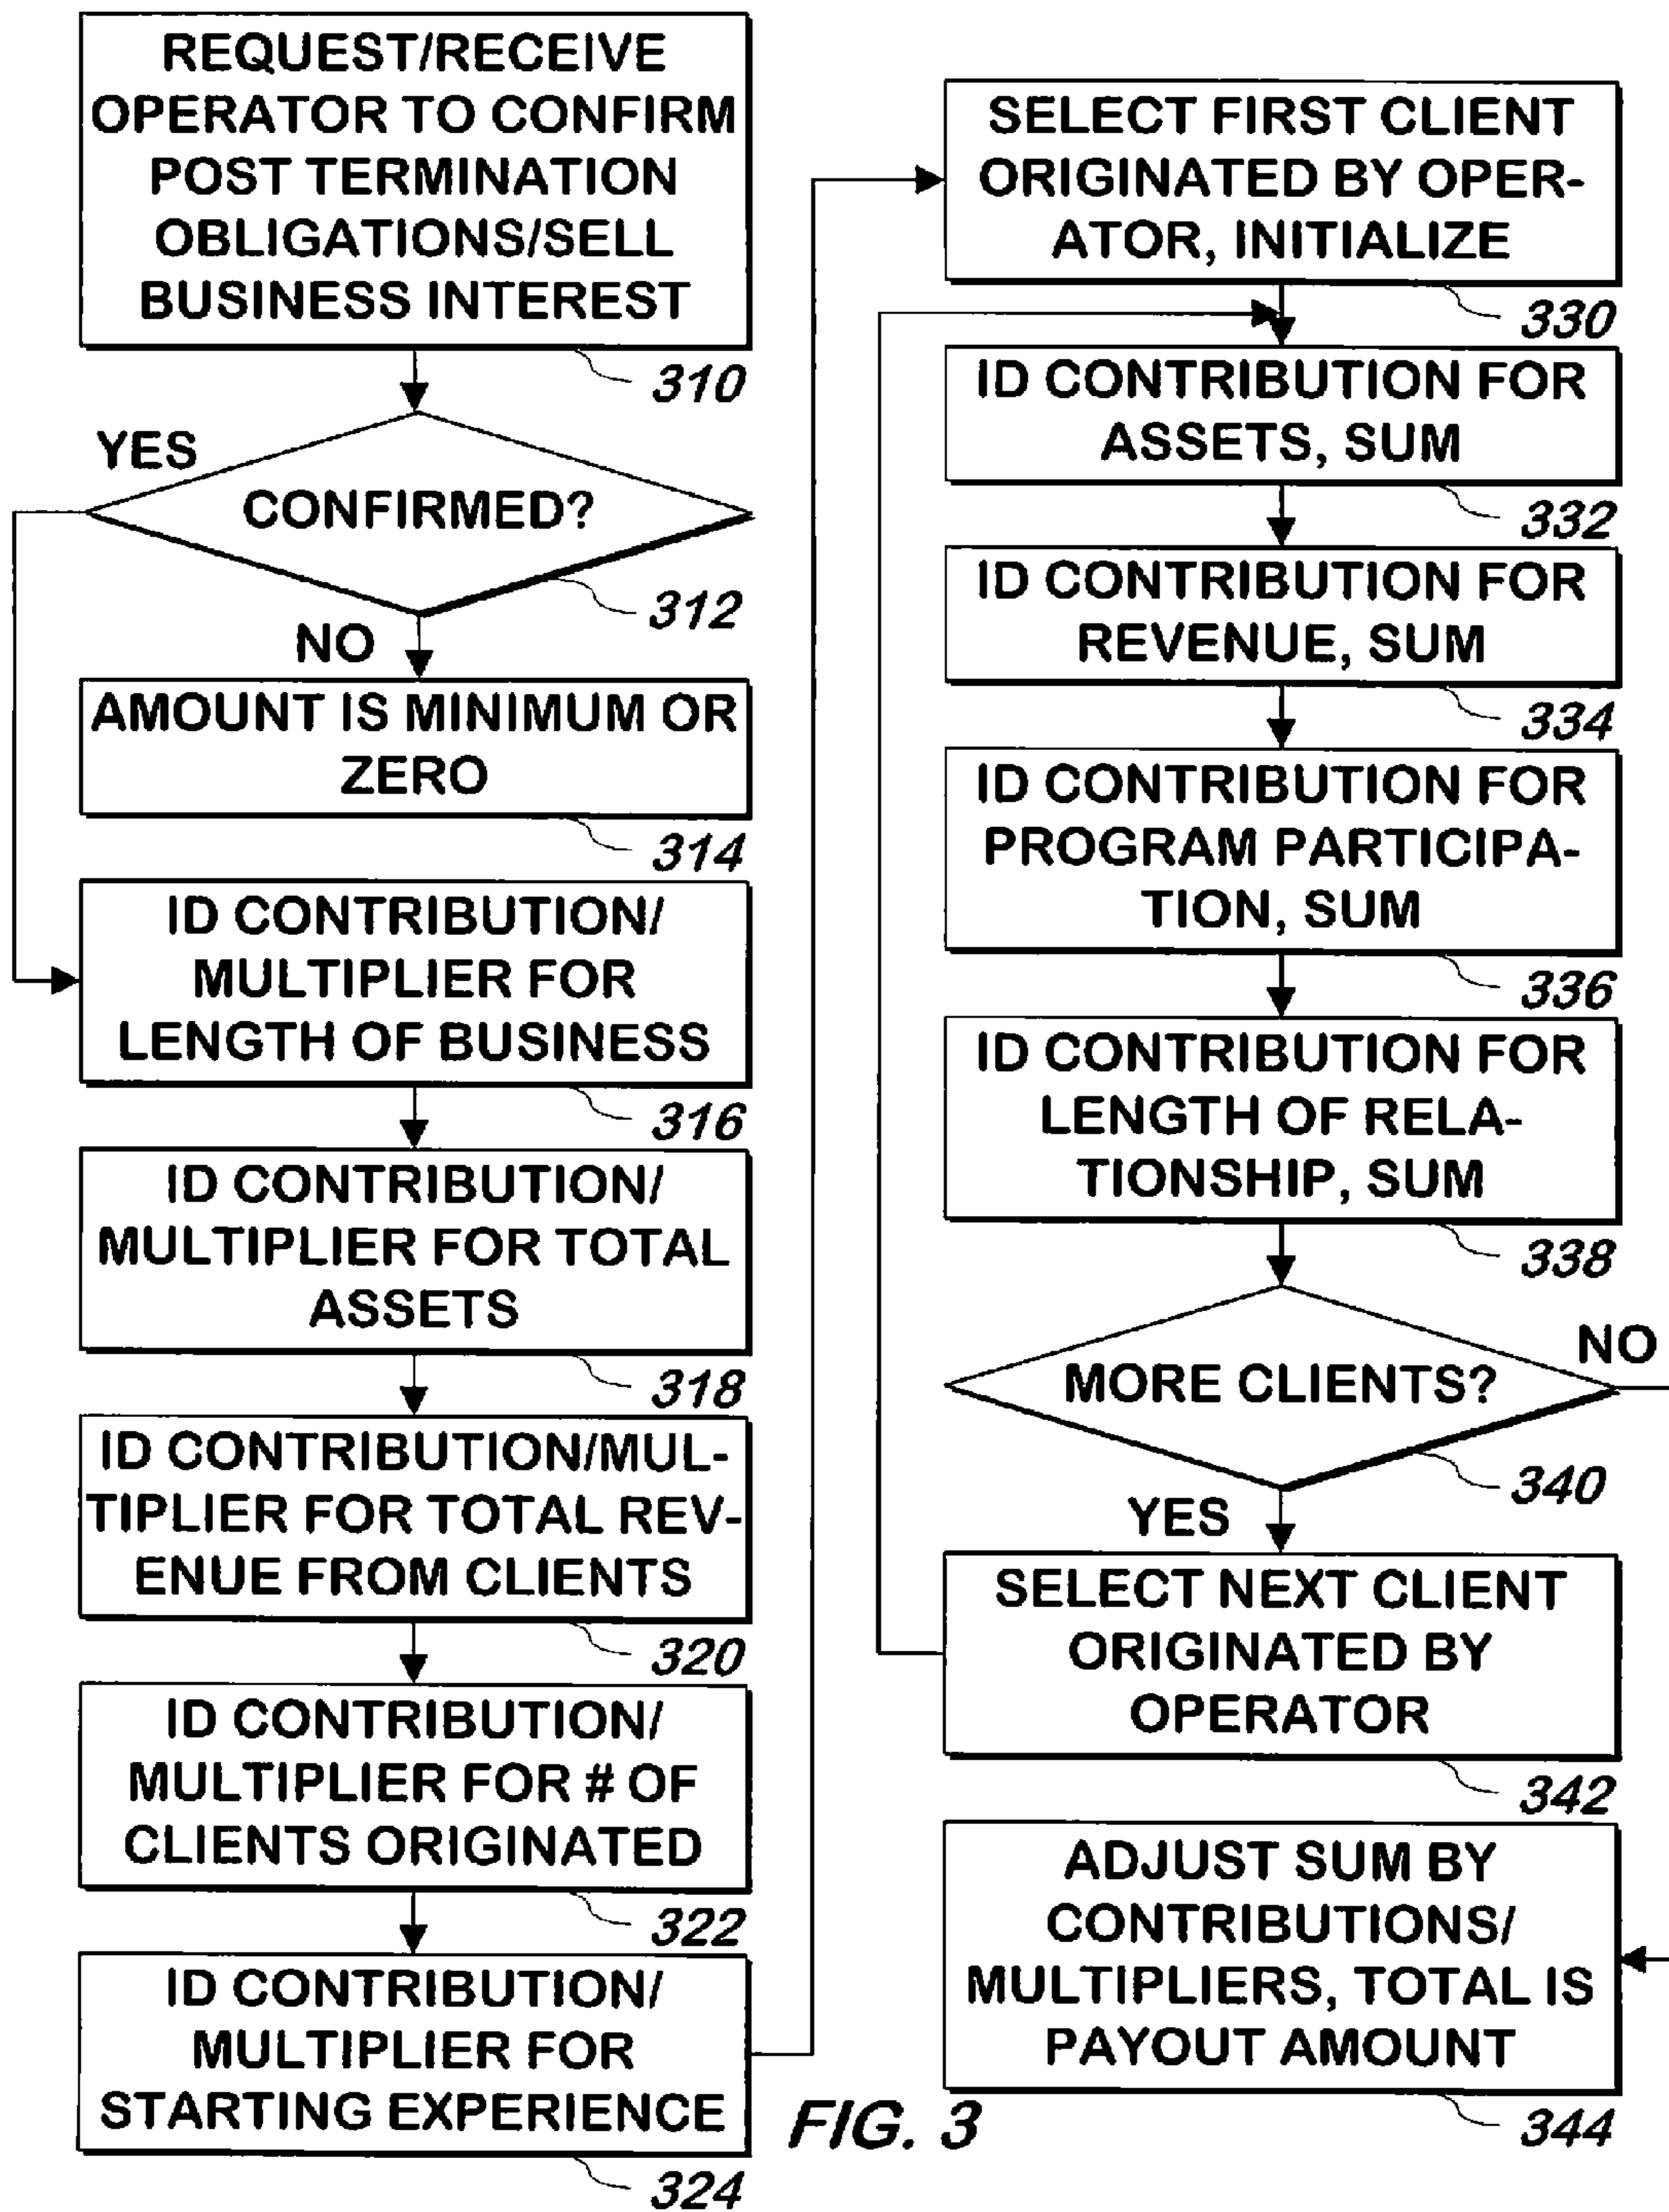 REQUEST/RECEIVE
OPERATOR TO CONFIRM
POST TERMINATION
OBLIGATIONS/SELL
BUSINESS INTEREST
310
YES
CONFIRMED?
312
NO
AMOUNT IS MINIMUM OR
ZERO
314
ID CONTRIBUTION/
MULTIPLIER FOR
LENGTH OF BUSINESS
316
ID CONTRIBUTION/
MULTIPLIER FOR TOTAL
ASSETS
318
ID CONTRIBUTION/MUL-
TIPLIER FOR TOTAL REV-
ENUE FROM CLIENTS
320
ID CONTRIBUTION/
MULTIPLIER FOR # OF
CLIENTS ORIGINATED
322
ID CONTRIBUTION/
MULTIPLIER FOR
STARTING EXPERIENCE
324
SELECT FIRST CLIENT
ORIGINATED BY OPER-
ATOR, INITIALIZE
330
ID CONTRIBUTION FOR
ASSETS, SUM
332
ID CONTRIBUTION FOR
REVENUE, SUM
334
ID CONTRIBUTION FOR
PROGRAM PARTICIPA-
TION, SUM
336
ID CONTRIBUTION FOR
LENGTH OF RELA-
TIONSHIP, SUM
338
NO
MORE CLIENTS?
340
YES
SELECT NEXT CLIENT
ORIGINATED BY
OPERATOR
342
ADJUST SUM BY
CONTRIBUTIONS/
MULTIPLIERS, TOTAL IS
PAYOUT AMOUNT
344
FIG. 3